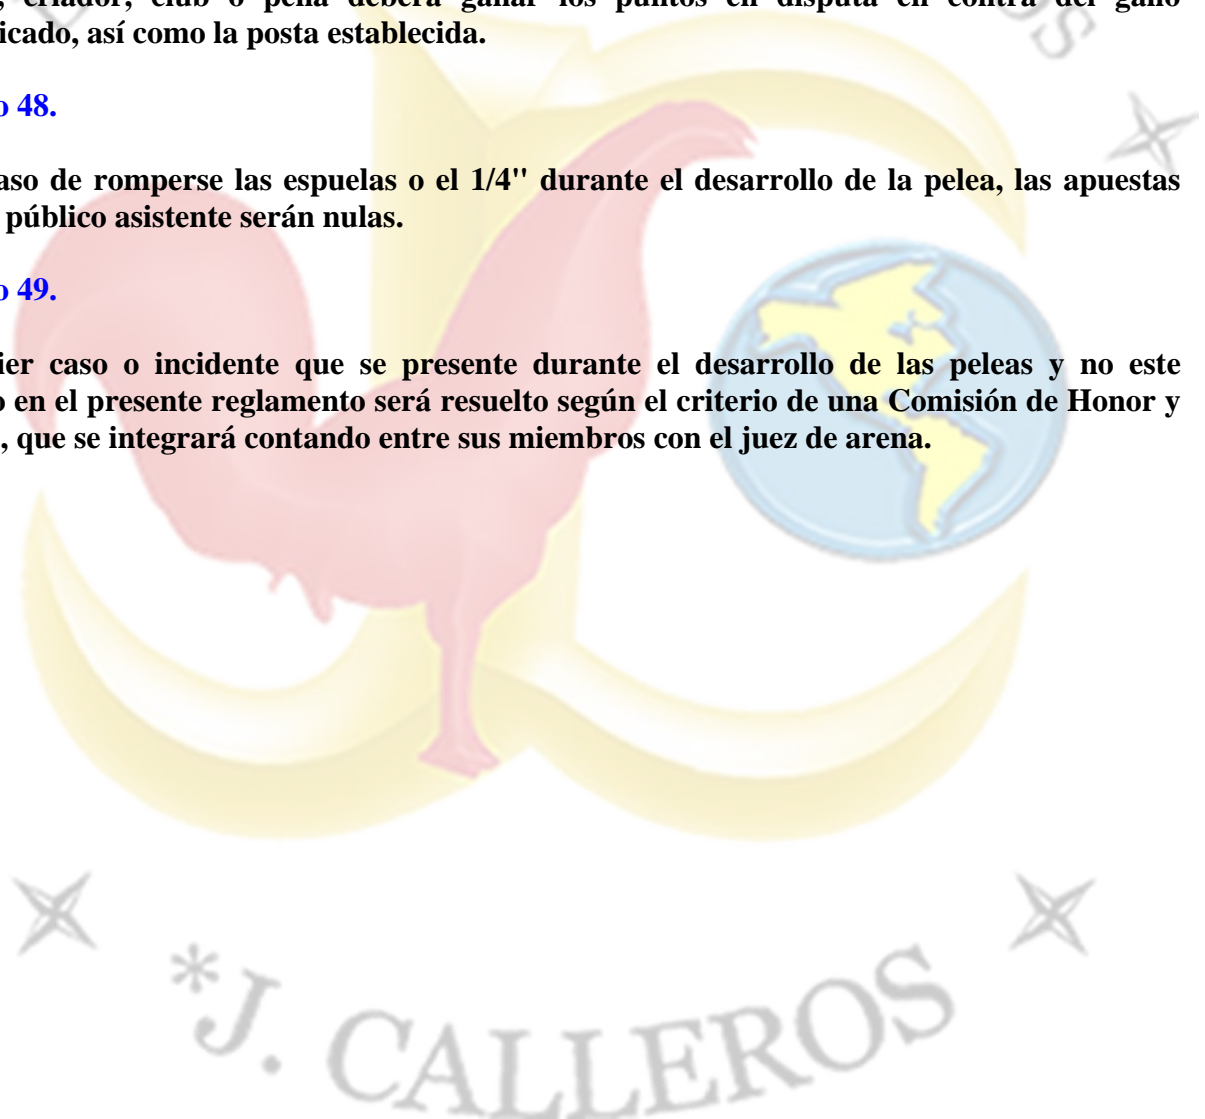 criador, club o peña deberá ganar los puntos en disputa en contra del gallo
icado, así como la posta establecida.
o 48.
aso de romperse las espuelas o el 1/4" durante el desarrollo de la pelea, las apuestas
público asistente serán nulas.
o 49.
ier caso o incidente que se presente durante el desarrollo de las peleas y no este
o en el presente reglamento será resuelto según el criterio de una Comisión de Honor y
, que se integrará contando entre sus miembros con el juez de arena.
*J. CALLEROS